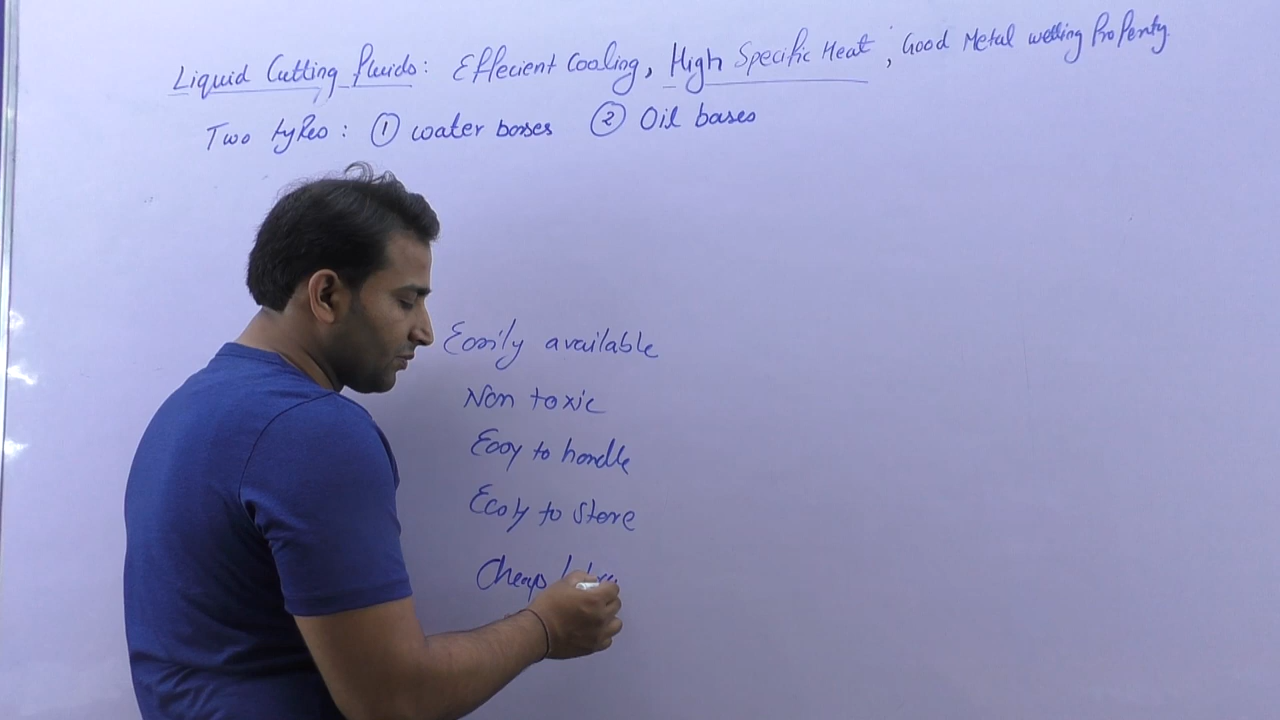 Liquid Cutting fluids: Effecient Cooling, High Specific Heat, Good Metal wetting Property.
Two types: ① water bases ② Oil bases
Easily available
Non toxic
Easy to handle
Easy to Store
Cheap